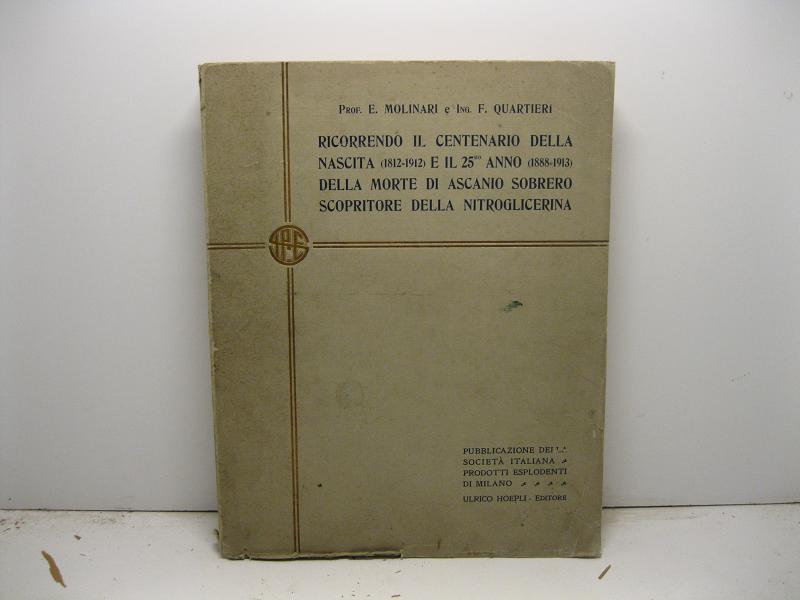 Prof. E. MOLINARI e Ing. F. QUARTIERI
RICORRENDO IL CENTENARIO DELLA
NASCITA (1812-1912) E IL 25mo ANNO (1888-1913)
DELLA MORTE DI ASCANIO SOBRERO
SCOPRITORE DELLA NITROGLICERINA
PUBBLICAZIONE
SOCIETÀ ITALIANA
PRODOTTI ESPLODENTI
DI MILANO
ULRICO HOEPLI - EDITORE